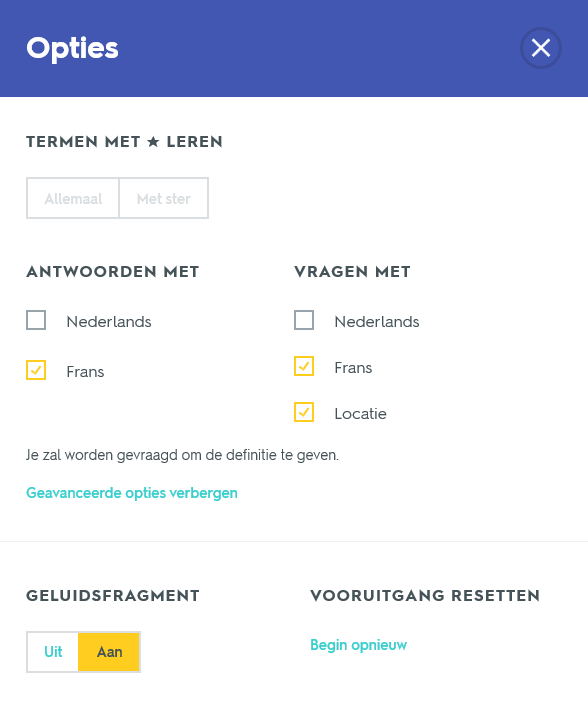 Opties
TERMEN MET ★ LEREN
Allemaal Met ster
ANTWOORDEN MET
Nederlands
Frans
VRAGEN MET
Nederlands
Frans
Locatie
Je zal worden gevraagd om de definitie te geven.
Geavanceerde opties verbergen
GELUIDSFRAGMENT
Uit Aan
VOORUITGANG RESETTEN
Begin opnieuw